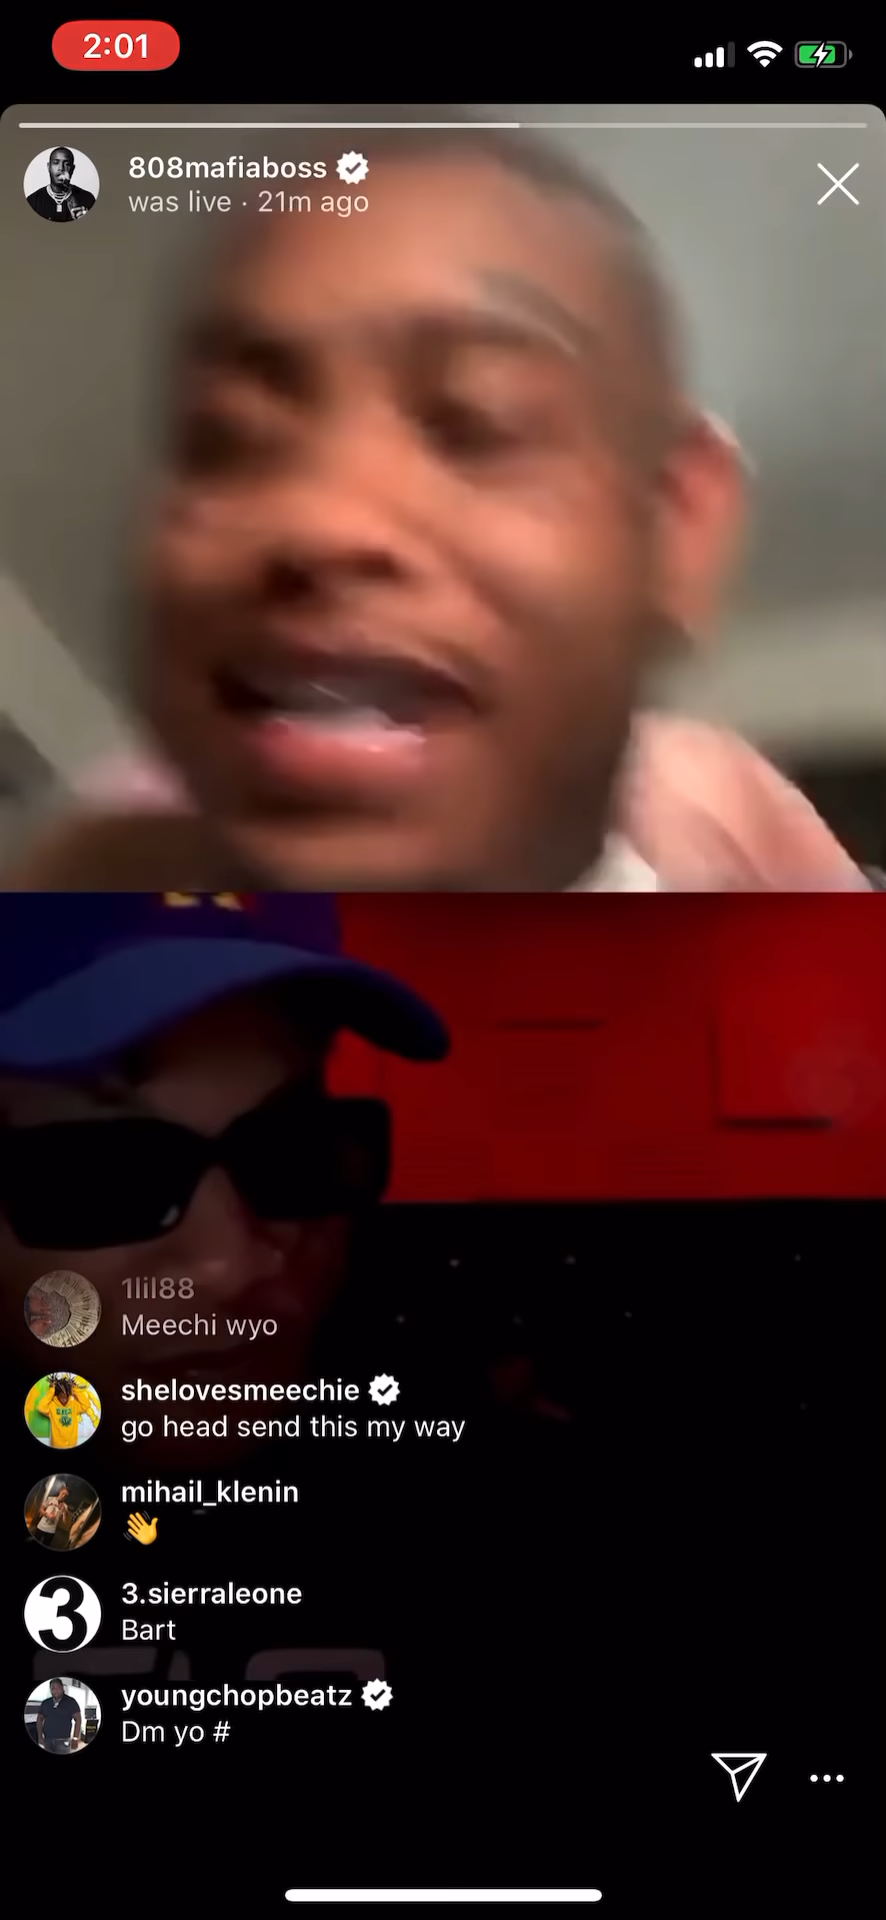 2:01
808mafiaboss
was live · 21m ago
1lil88
Meechi wyo
shelovesmeechie
go head send this my way
mihail_klenin
👋
3
3.sierraleone
Bart
youngchopbeatz
Dm yo #